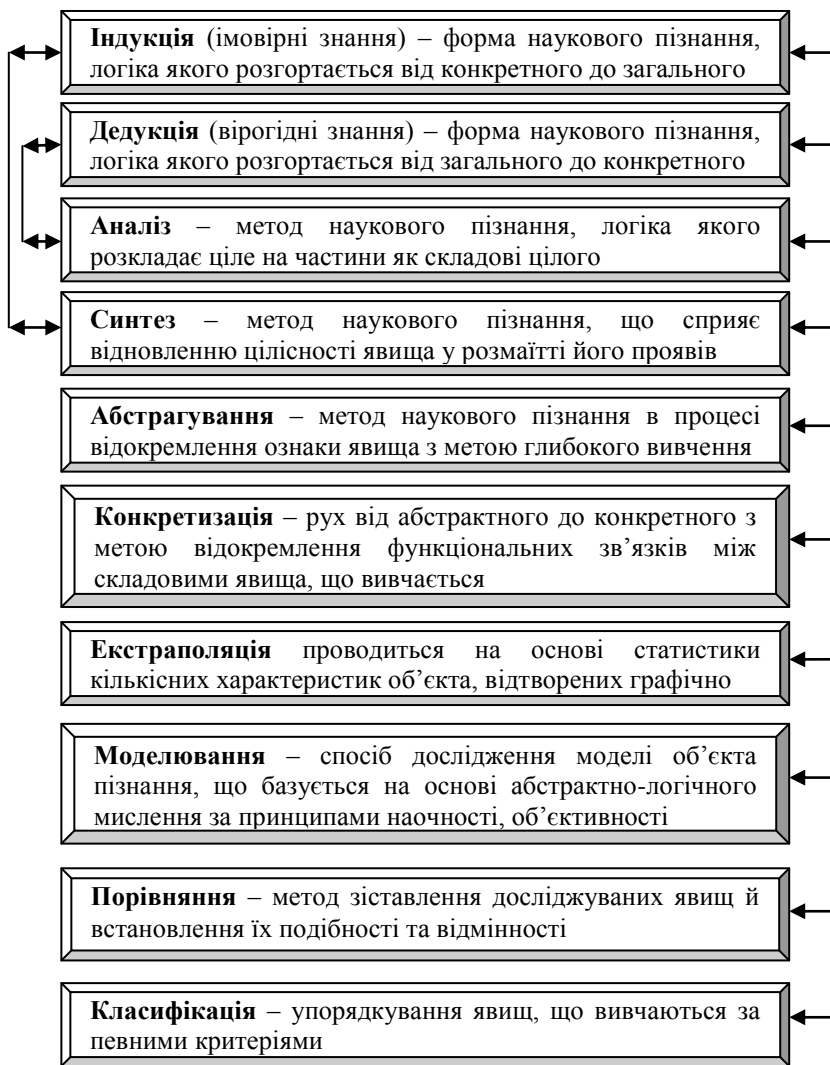 Індукція (імовірні знання) – форма наукового пізнання,
логіка якого розгортається від конкретного до загального
Дедукція (вірогідні знання) – форма наукового пізнання,
логіка якого розгортається від загального до конкретного
Аналіз – метод наукового пізнання, логіка якого
розкладає ціле на частини як складові цілого
Синтез – метод наукового пізнання, що сприяє
відновленню цілісності явища у розмаїтті його проявів
Абстрагування – метод наукового пізнання в процесі
відокремлення ознаки явища з метою глибокого вивчення
Конкретизація – рух від абстрактного до конкретного з
метою відокремлення функціональних зв’язків між
складовими явища, що вивчається
Екстраполяція проводиться на основі статистики
кількісних характеристик об’єкта, відтворених графічно
Моделювання – спосіб дослідження моделі об’єкта
пізнання, що базується на основі абстрактно-логічного
мислення за принципами наочності, об’єктивності
Порівняння – метод зіставлення досліджуваних явищ й
встановлення їх подібності та відмінності
Класифікація – упорядкування явищ, що вивчаються за
певними критеріями